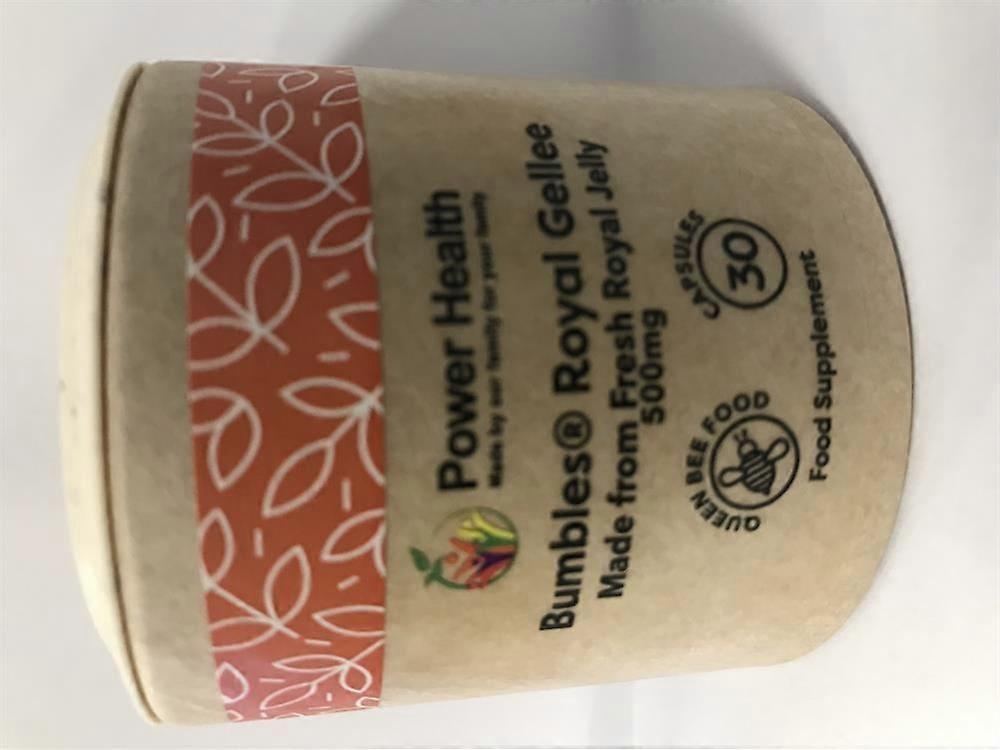 Power Health
Made by our family for your family
Bumbles® Royal Gellee
Made from Fresh Royal Jelly
500mg
QUEEN BEE FOOD
CAPSULES
30
Food Supplement